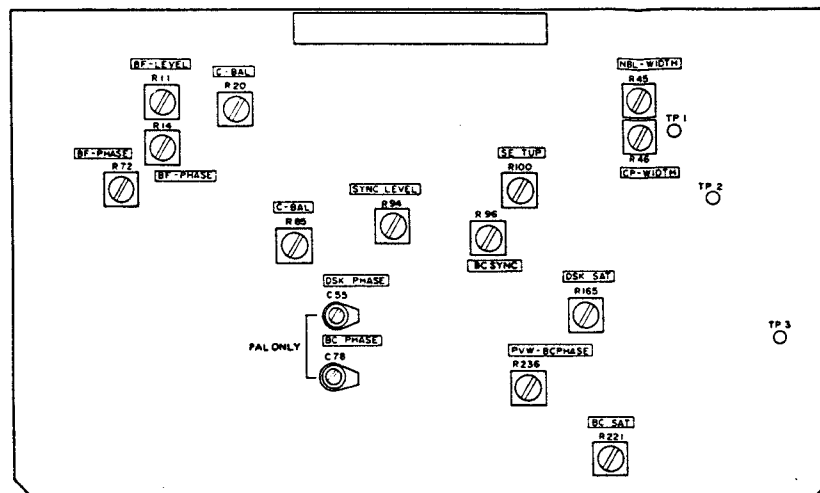 BF-LEVEL
R11
C-BAL
R20
NBL-WIDTH
R45
R14
TP 1
R46
CP-WIDTH
BF-PHASE
R72
BF-PHASE
SE TUP
R100
TP 2
SYNC LEVEL
R94
C-BAL
R85
R96
BC SYNC
DSK PHASE
C55
DSK SAT
R165
PAL ONLY
BC PHASE
C78
TP 3
PVW-BCPHASE
R236
BC SAT
R221